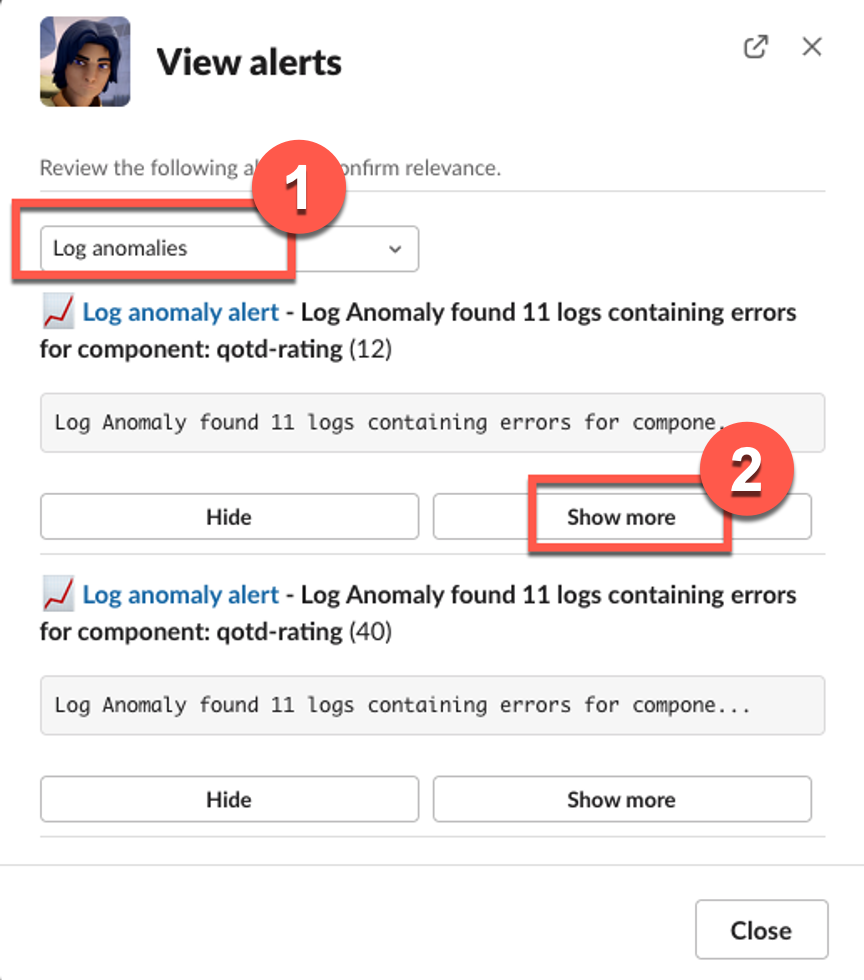 View alerts
Review the following a onfirm relevance.
1
Log anomalies
Log anomaly alert - Log Anomaly found 11 logs containing errors
for component: qotd-rating (12)
Log Anomaly found 11 logs containing errors for compone.
2
Hide Show more
Log anomaly alert - Log Anomaly found 11 logs containing errors
for component: qotd-rating (40)
Log Anomaly found 11 logs containing errors for compone...
Hide Show more
Close